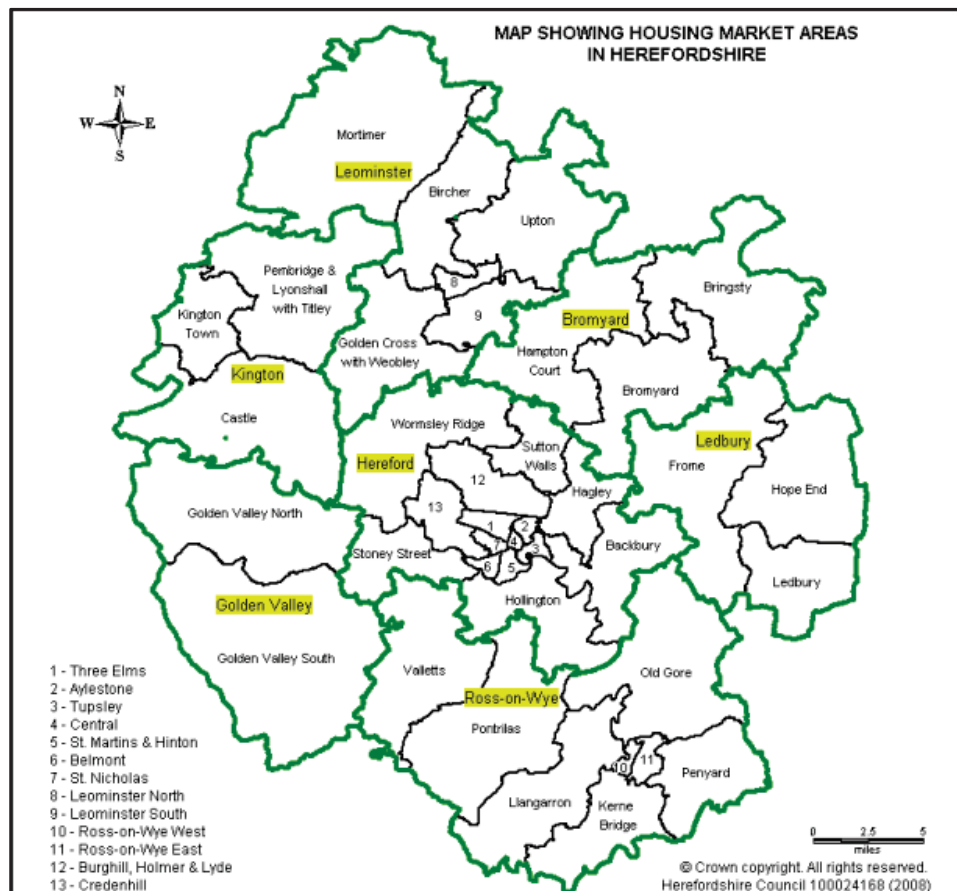 MAP SHOWING HOUSING MARKET AREAS
IN HEREFORDSHIRE
N
W
E
S
Mortimer
Leominster
Bircher
Upton
Pembridge &
Lyonshall
with Titley
Kington
Town
8
9
Golden Cross
with Weobley
Bromyard
Bringsty
Hampton
Court
Bromyard
Kington
Castle
Wormsley Ridge
Sutton
Walls
Hereford
12
13
Hagley
Ledbury
Frome
Hope End
Golden Valley North
1
2
7
4
3
6
5
Stoney Street
Backbury
Ledbury
Hollington
Golden Valley
Golden Valley South
Valletts
Ross-on-Wye
Old Gore
Pontrilas
10
11
Penyard
Llangarron
Kerne
Bridge
1 - Three Elms
2 - Aylestone
3 - Tupsley
4 - Central
5 - St. Martins & Hinton
6 - Belmont
7 - St. Nicholas
8 - Leominster North
9 - Leominster South
10 - Ross-on-Wye West
11 - Ross-on-Wye East
12 - Burghill, Holmer & Lyde
13 - Credenhill
0 2.5 5
miles
© Crown copyright. All rights reserved.
Herefordshire Council 100024168 (2008)